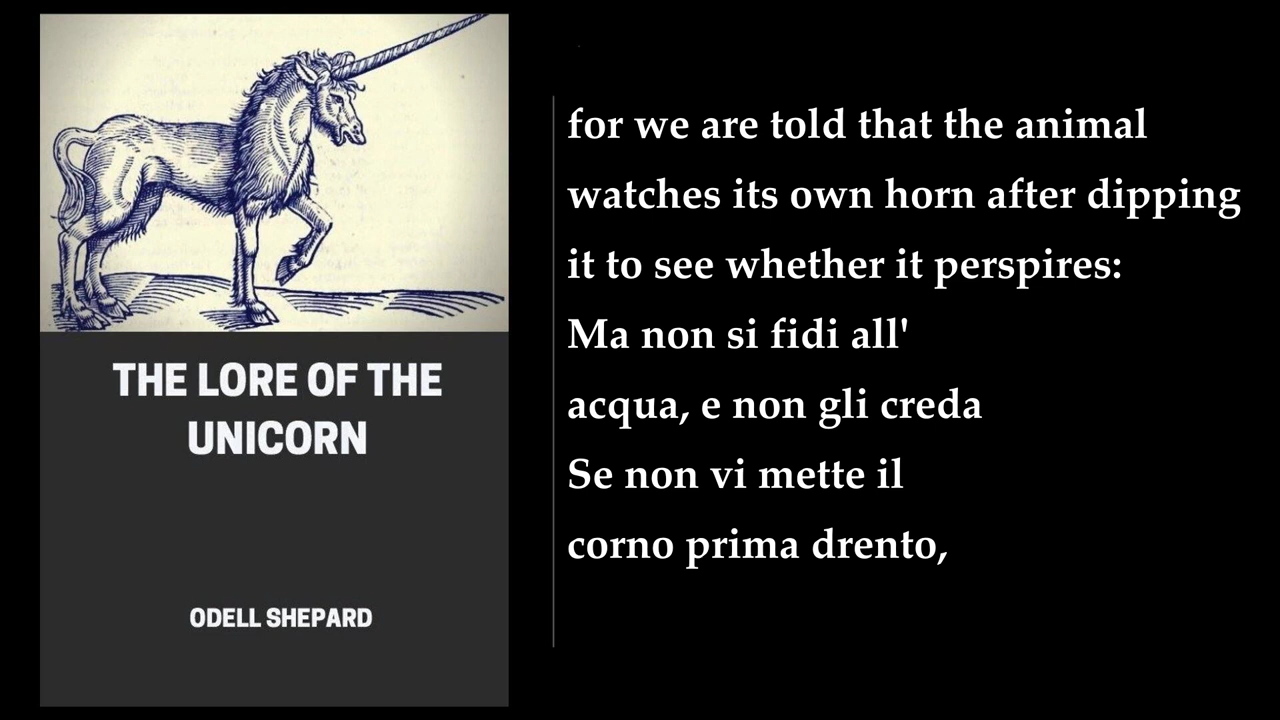 THE LORE OF THE
UNICORN
ODELL SHEPARD
for we are told that the animal
watches its own horn after dipping
it to see whether it perspires:
Ma non si fidi all'
acqua, e non gli creda
Se non vi mette il
corno prima drento,